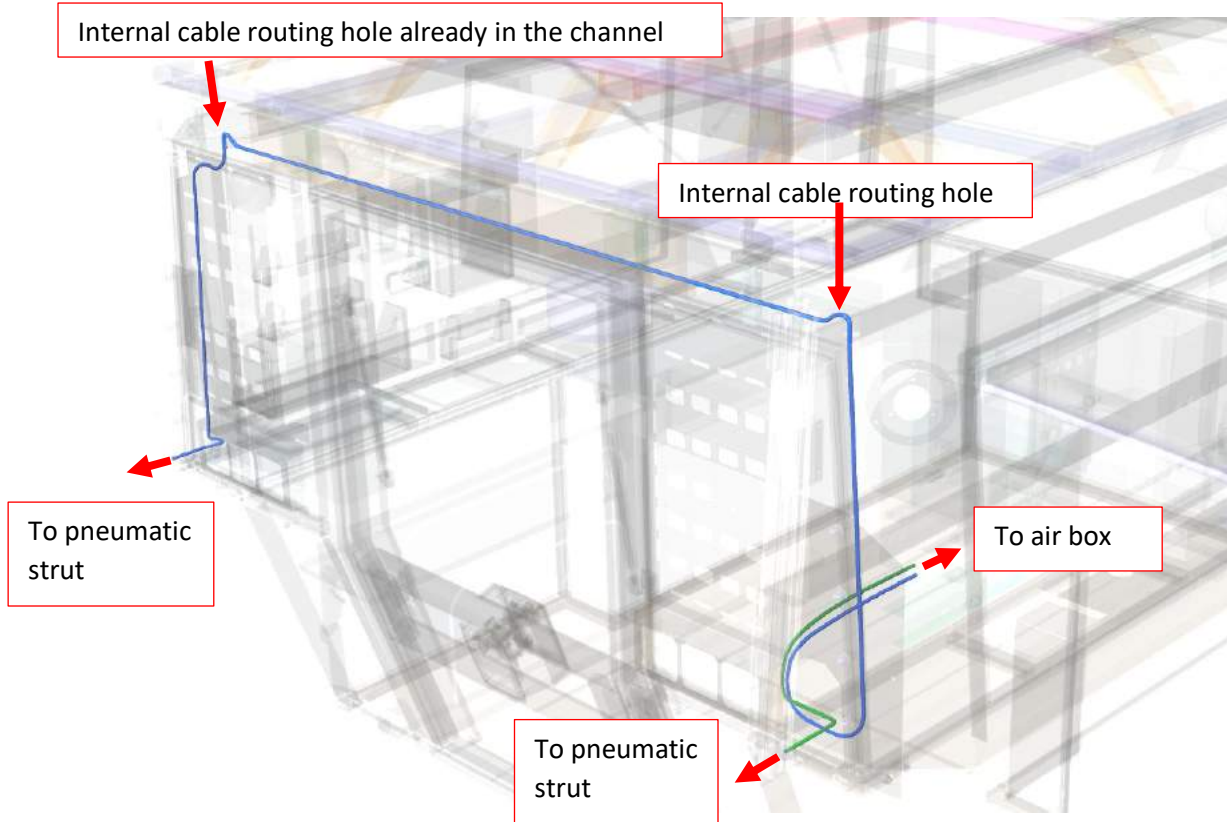 Internal cable routing hole already in the channel
Internal cable routing hole
To pneumatic
strut
To air box
To pneumatic
strut